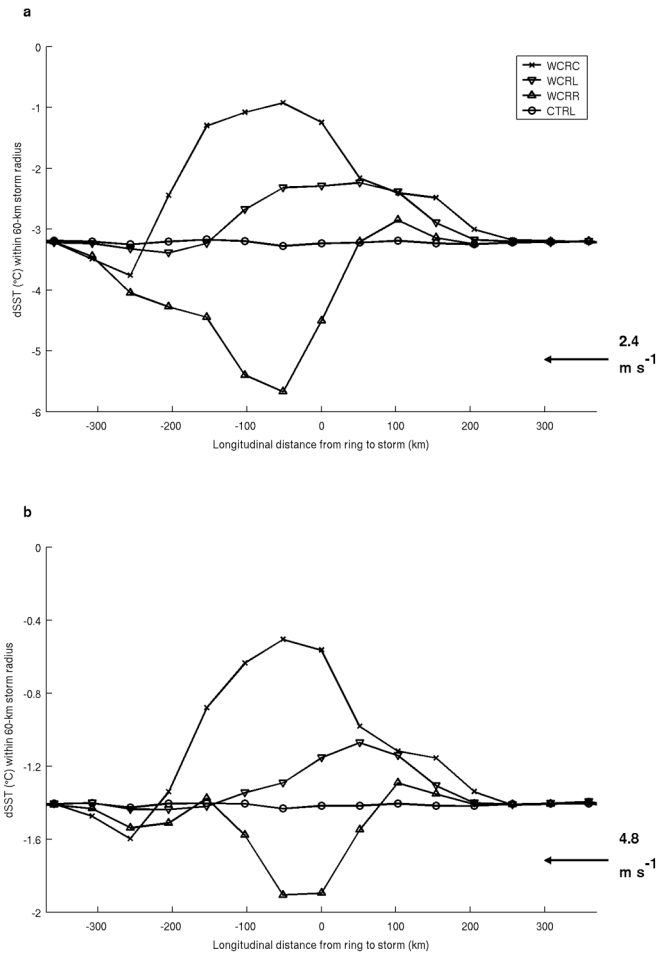 a
0
-1
-2
-3
-4
-5
-6
dSST (°C) within 60-km storm radius
WCRC
WCRL
WCRR
CTRL
2.4
m s-1
-300 -200 -100 0 100 200 300
Longitudinal distance from ring to storm (km)
b
0
-0.4
-0.8
-1.2
-1.6
-2
dSST (°C) within 60-km storm radius
4.8
m s-1
-300 -200 -100 0 100 200 300
Longitudinal distance from ring to storm (km)